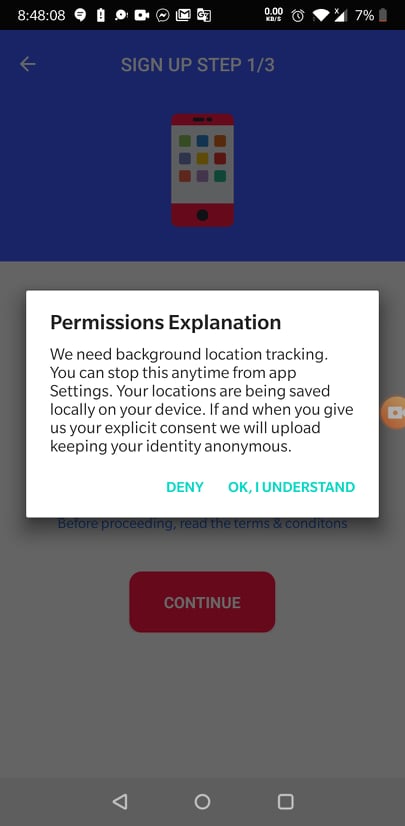 8:48:08 0.00 KB/S 7%
SIGN UP STEP 1/3
Permissions Explanation
We need background location tracking.
You can stop this anytime from app
Settings. Your locations are being saved
locally on your device. If and when you give
us your explicit consent we will upload
keeping your identity anonymous.
DENY OK, I UNDERSTAND
Before proceeding, read the terms & conditons
CONTINUE